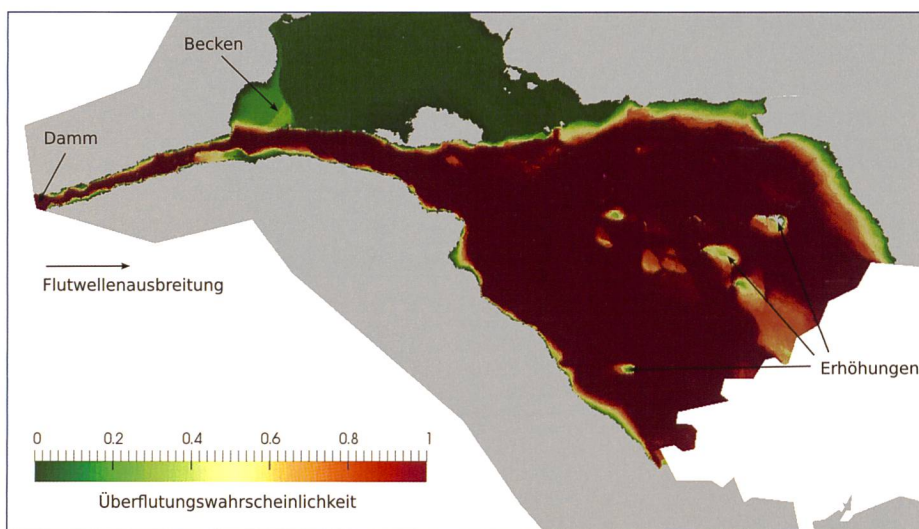 Becken
Damm
Flutwellenausbreitung
Erhöhungen
0 0.2 0.4 0.6 0.8 1
Überflutungswahrscheinlichkeit